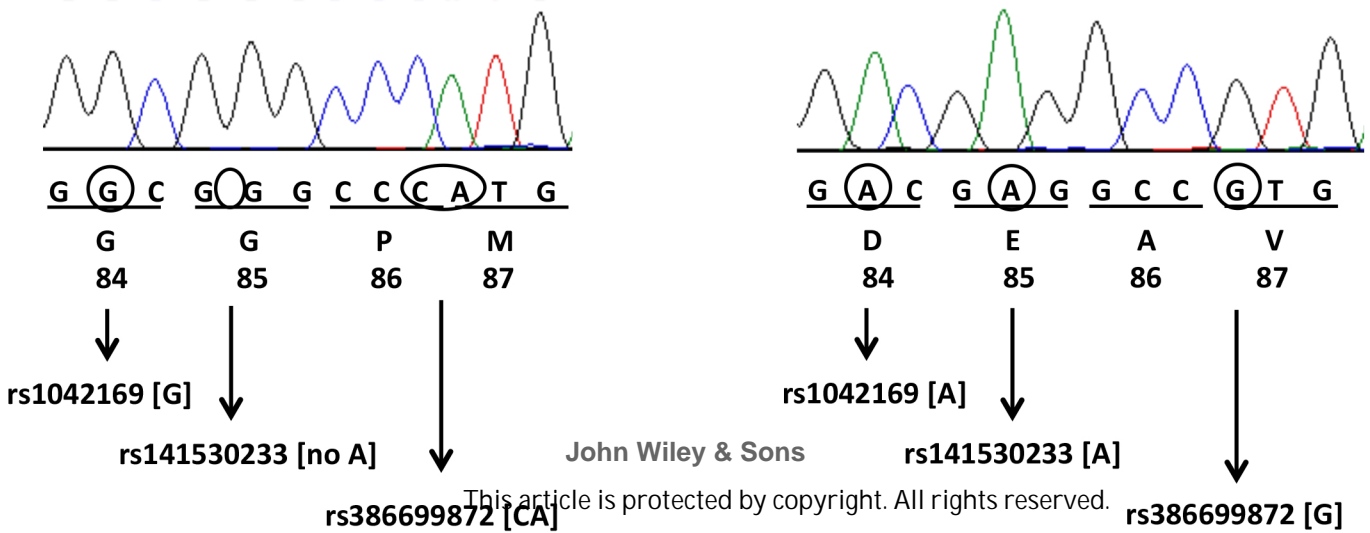 G G C G G G C C C A T G
G G P M
84 85 86 87
rs1042169 [G]
rs141530233 [no A]
rs386699872 [CA]
G A C G A G G C C G T G
D E A V
84 85 86 87
rs1042169 [A]
rs141530233 [A]
rs386699872 [G]
John Wiley & Sons
This article is protected by copyright. All rights reserved.